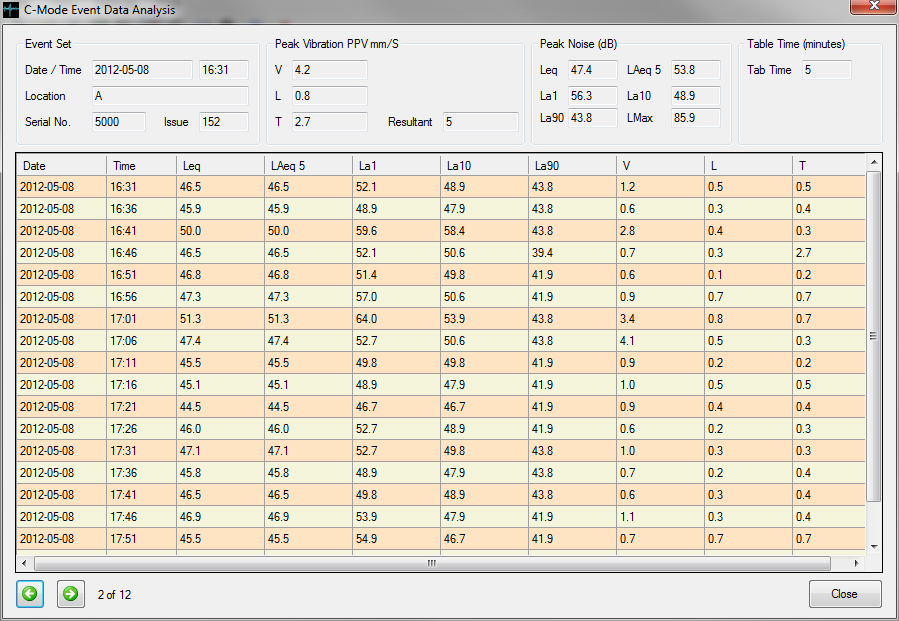 C-Mode Event Data Analysis
Event Set Peak Vibration PPV mm/S Peak Noise (dB) Table Time (minutes)
Date / Time 2012-05-08 16:31 V 4.2 Leq 47.4 LAeq 5 53.8 Tab Time 5
Location A L 0.8 La1 56.3 La10 48.9
Serial No. 5000 Issue 152 T 2.7 Resultant 5 La90 43.8 LMax 85.9
Date Time Leq LAeq 5 La1 La10 La90 V L T
2012-05-08 16:31 46.5 46.5 52.1 48.9 43.8 1.2 0.5 0.5
2012-05-08 16:36 45.9 45.9 48.9 47.9 43.8 0.6 0.3 0.4
2012-05-08 16:41 50.0 50.0 59.6 58.4 43.8 2.8 0.4 0.3
2012-05-08 16:46 46.5 46.5 52.1 50.6 39.4 0.7 0.3 2.7
2012-05-08 16:51 46.8 46.8 51.4 49.8 41.9 0.6 0.1 0.2
2012-05-08 16:56 47.3 47.3 57.0 50.6 41.9 0.9 0.7 0.7
2012-05-08 17:01 51.3 51.3 64.0 53.9 43.8 3.4 0.8 0.7
2012-05-08 17:06 47.4 47.4 52.7 50.6 43.8 4.1 0.5 0.3
2012-05-08 17:11 45.5 45.5 49.8 49.8 41.9 0.9 0.2 0.2
2012-05-08 17:16 45.1 45.1 48.9 47.9 41.9 1.0 0.5 0.5
2012-05-08 17:21 44.5 44.5 46.7 46.7 41.9 0.9 0.4 0.4
2012-05-08 17:26 46.0 46.0 52.7 48.9 41.9 0.6 0.2 0.3
2012-05-08 17:31 47.1 47.1 52.7 49.8 43.8 1.0 0.3 0.3
2012-05-08 17:36 45.8 45.8 48.9 47.9 43.8 0.7 0.2 0.4
2012-05-08 17:41 46.5 46.5 49.8 48.9 43.8 0.6 0.3 0.4
2012-05-08 17:46 46.9 46.9 53.9 47.9 41.9 1.1 0.3 0.4
2012-05-08 17:51 45.5 45.5 54.9 46.7 41.9 0.7 0.7 0.7
2 of 12 Close